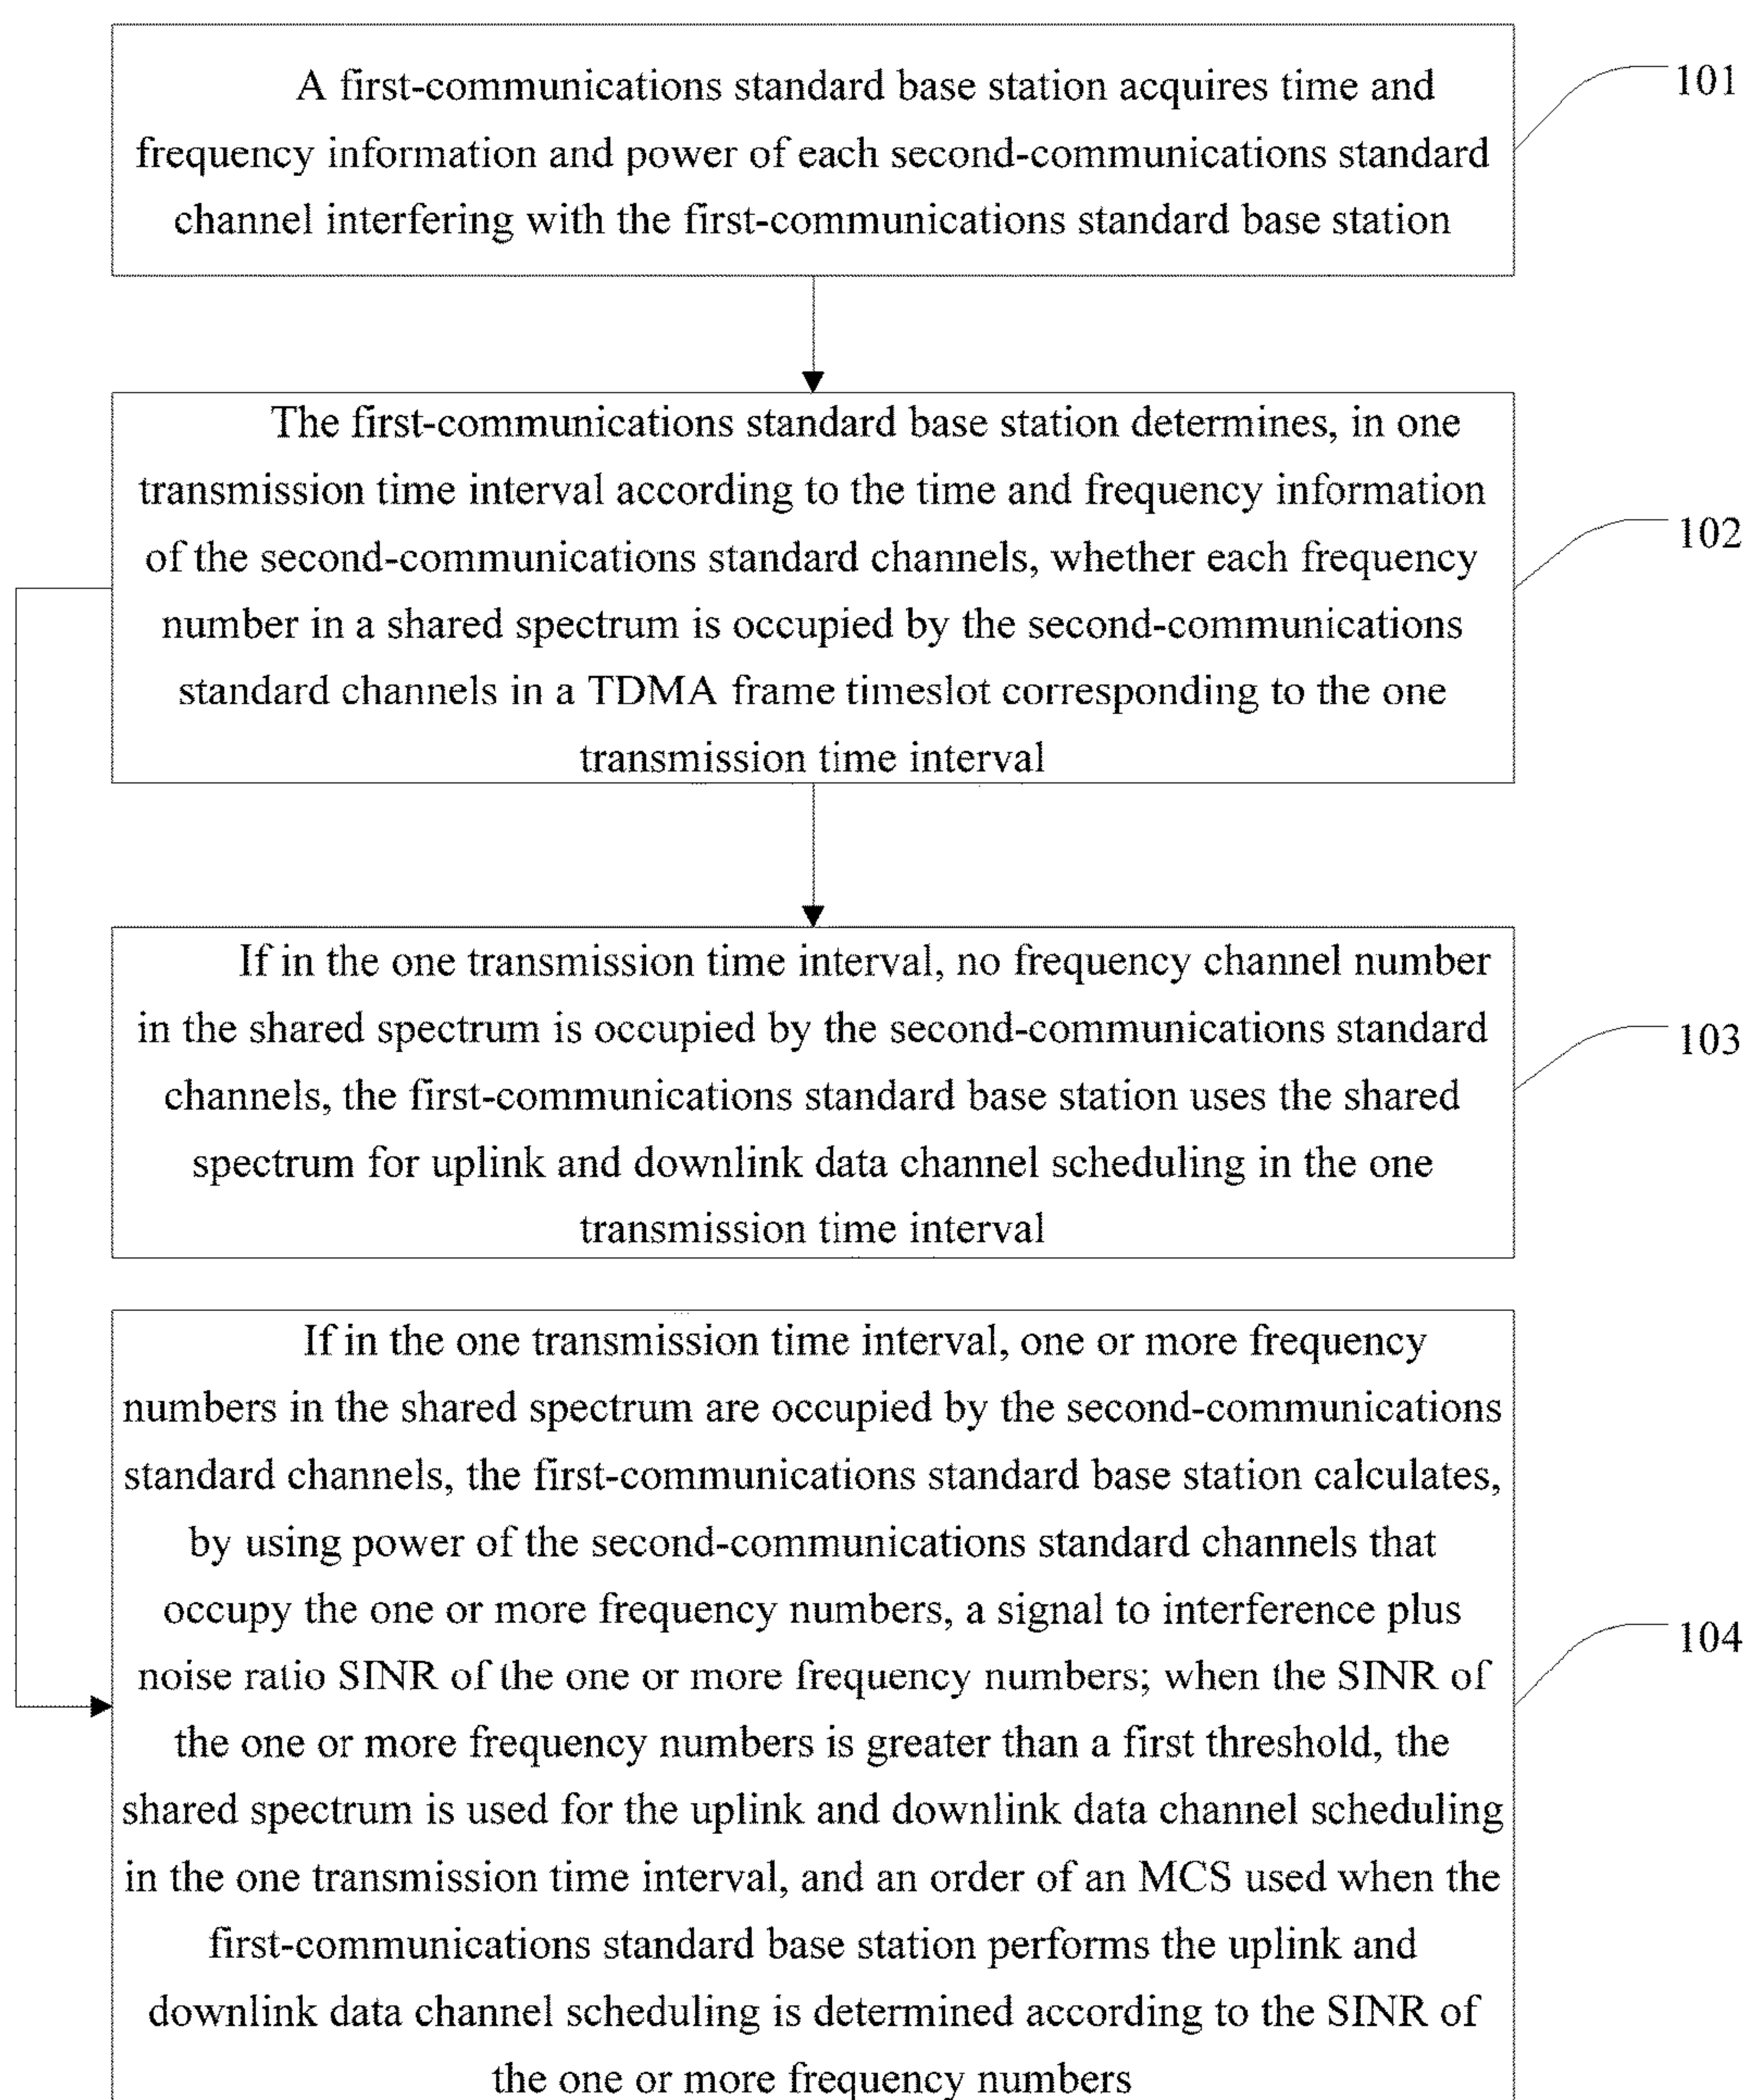 A first-communications standard base station acquires time and
frequency information and power of each second-communications standard
channel interfering with the first-communications standard base station
101
The first-communications standard base station determines, in one
transmission time interval according to the time and frequency information
of the second-communications standard channels, whether each frequency
number in a shared spectrum is occupied by the second-communications
standard channels in a TDMA frame timeslot corresponding to the one
transmission time interval
102
If in the one transmission time interval, no frequency channel number
in the shared spectrum is occupied by the second-communications standard
channels, the first-communications standard base station uses the shared
spectrum for uplink and downlink data channel scheduling in the one
transmission time interval
103
If in the one transmission time interval, one or more frequency
numbers in the shared spectrum are occupied by the second-communications
standard channels, the first-communications standard base station calculates,
by using power of the second-communications standard channels that
occupy the one or more frequency numbers, a signal to interference plus
noise ratio SINR of the one or more frequency numbers; when the SINR of
the one or more frequency numbers is greater than a first threshold, the
shared spectrum is used for the uplink and downlink data channel scheduling
in the one transmission time interval, and an order of an MCS used when the
first-communications standard base station performs the uplink and
downlink data channel scheduling is determined according to the SINR of
the one or more frequency numbers
104